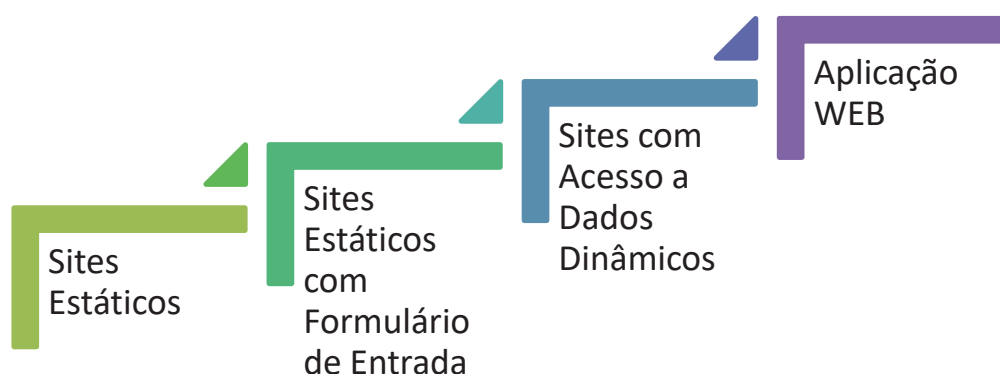 Sites
Estáticos
Sites
Estáticos
com
Formulário
de Entrada
Sites com
Acesso a
Dados
Dinâmicos
Aplicação
WEB